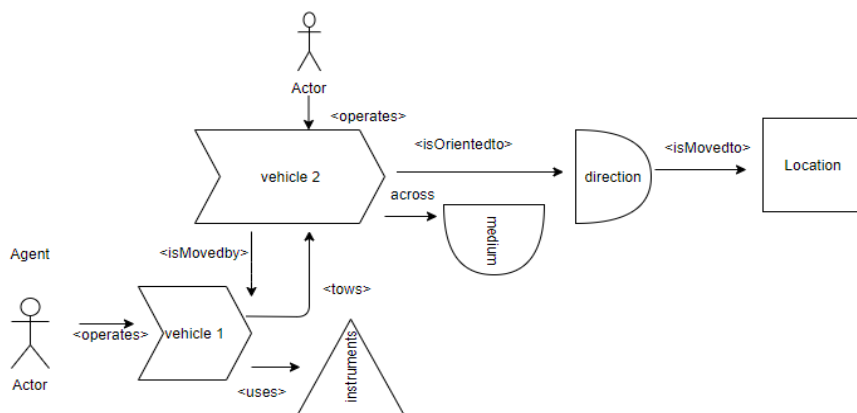 Actor
<operates>
vehicle 2
<isOrientedto>
direction
<isMovedto>
Location
across
medium
Agent
<isMovedby>
<tows>
<operates>
vehicle 1
Actor
<uses>
instruments